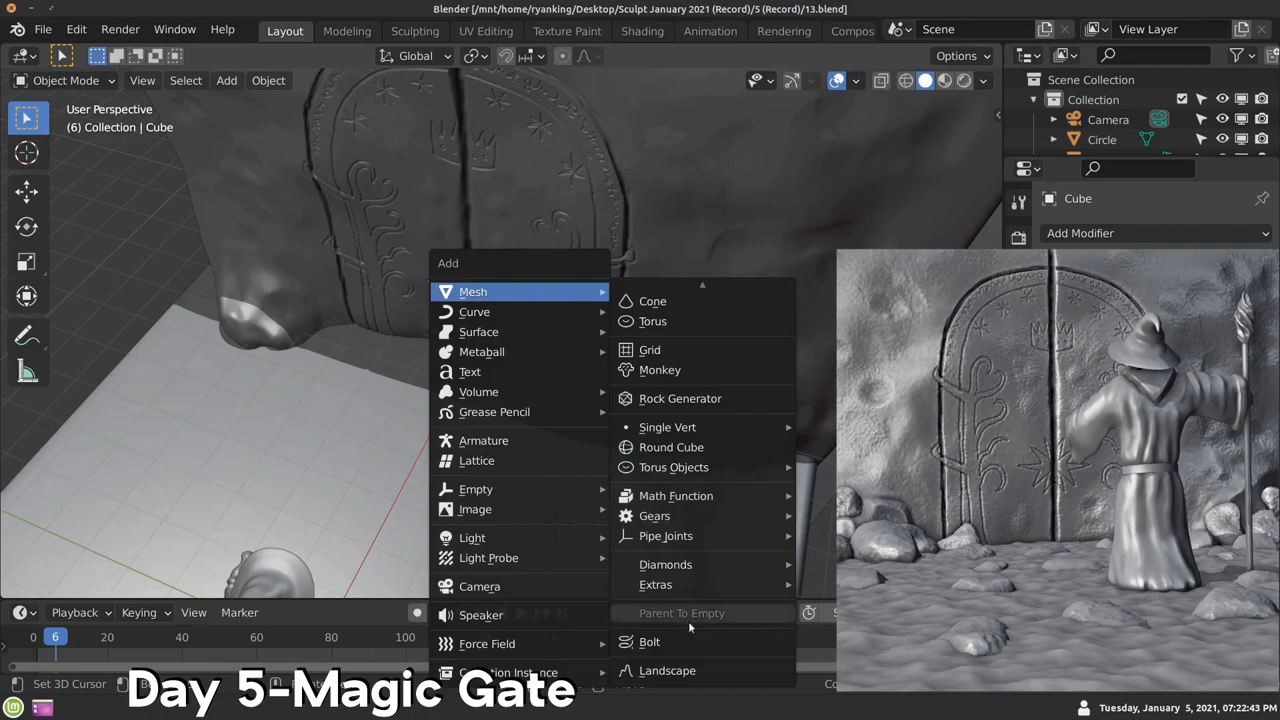 Blender [/mnt/home/ryanking/Desktop/Sculpt January 2021 (Record)/5 (Record)/13.blend]
File Edit Render Window Help Layout Modeling Sculpting UV Editing Texture Paint Shading Animation Rendering Compos Scene View Layer
Global Options
Object Mode View Select Add Object
Scene Collection
Collection
Camera
Circle
User Perspective
(6) Collection | Cube
Cube
Add Modifier
Add
Mesh
Curve
Surface
Metaball
Text
Volume
Grease Pencil
Armature
Lattice
Empty
Image
Light
Light Probe
Camera
Speaker
Force Field
Cone
Torus
Grid
Monkey
Rock Generator
Single Vert
Round Cube
Torus Objects
Math Function
Gears
Pipe Joints
Diamonds
Extras
Parent To Empty
Bolt
Landscape
Playback Keying View Marker
0 6 20 40 60 80 100
Set 3D Cursor
Day 5-Magic Gate
Tuesday, January 5, 2021, 07:22:43 PM